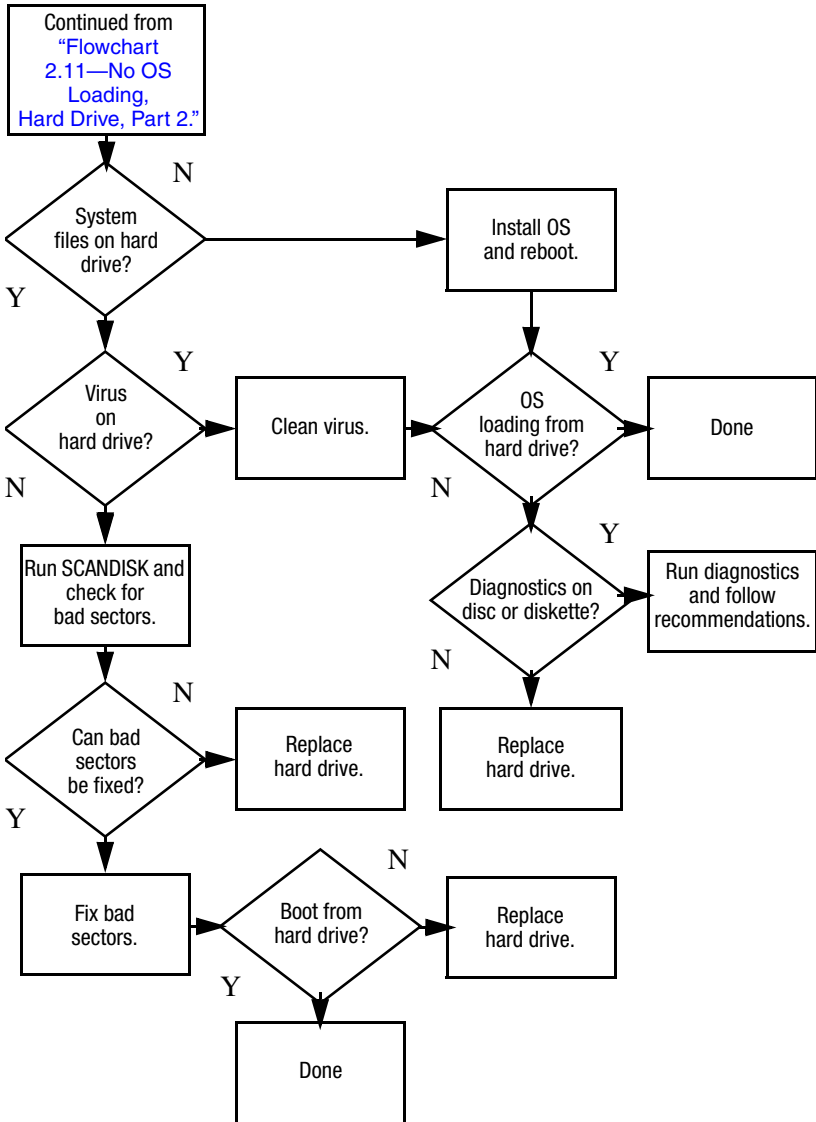 Continued from
“Flowchart
2.11—No OS
Loading,
Hard Drive, Part 2.”
N
System
files on hard
drive?
Y
Install OS
and reboot.
Y
Virus
on
hard drive?
N
Clean virus.
Y
OS
loading from
hard drive?
N
Done
Run SCANDISK and
check for
bad sectors.
Y
Diagnostics on
disc or diskette?
N
Run diagnostics
and follow
recommendations.
N
Can bad
sectors
be fixed?
Y
Replace
hard drive.
Replace
hard drive.
Fix bad
sectors.
N
Boot from
hard drive?
Y
Replace
hard drive.
Done